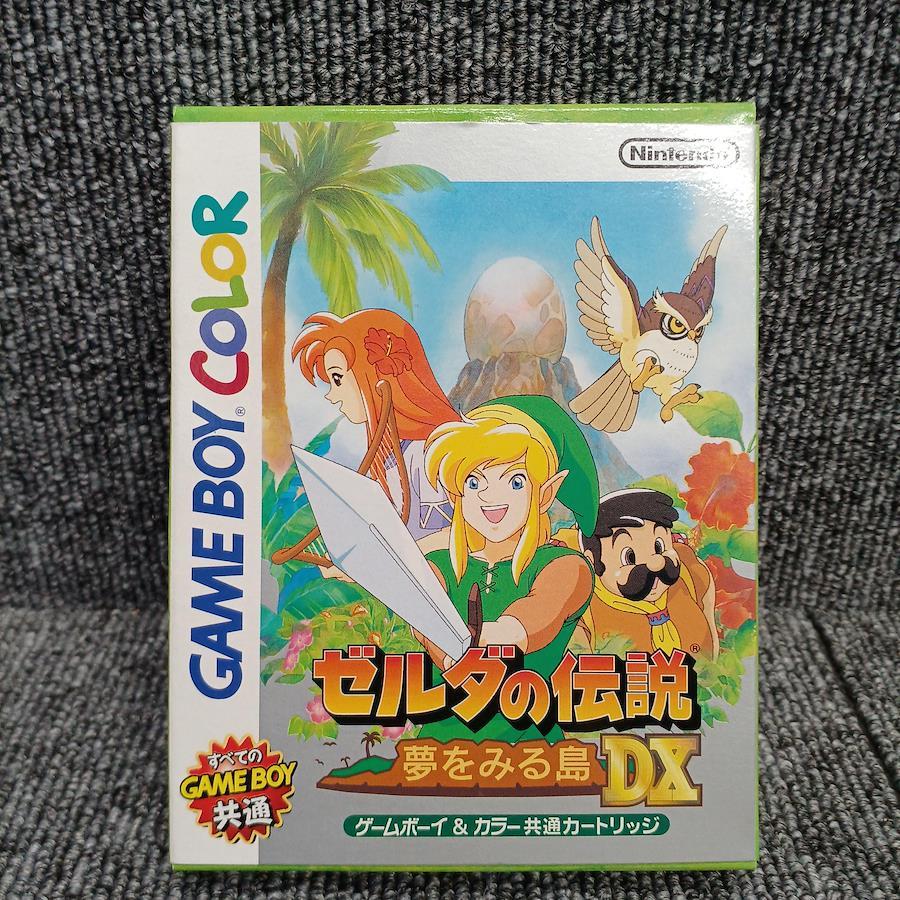 Nintendo
GAME BOY COLOR
ゼルダの伝説
夢をみる島 DX
ゲームボーイ & カラー共通カートリッジ
すべての
GAME BOY
共通